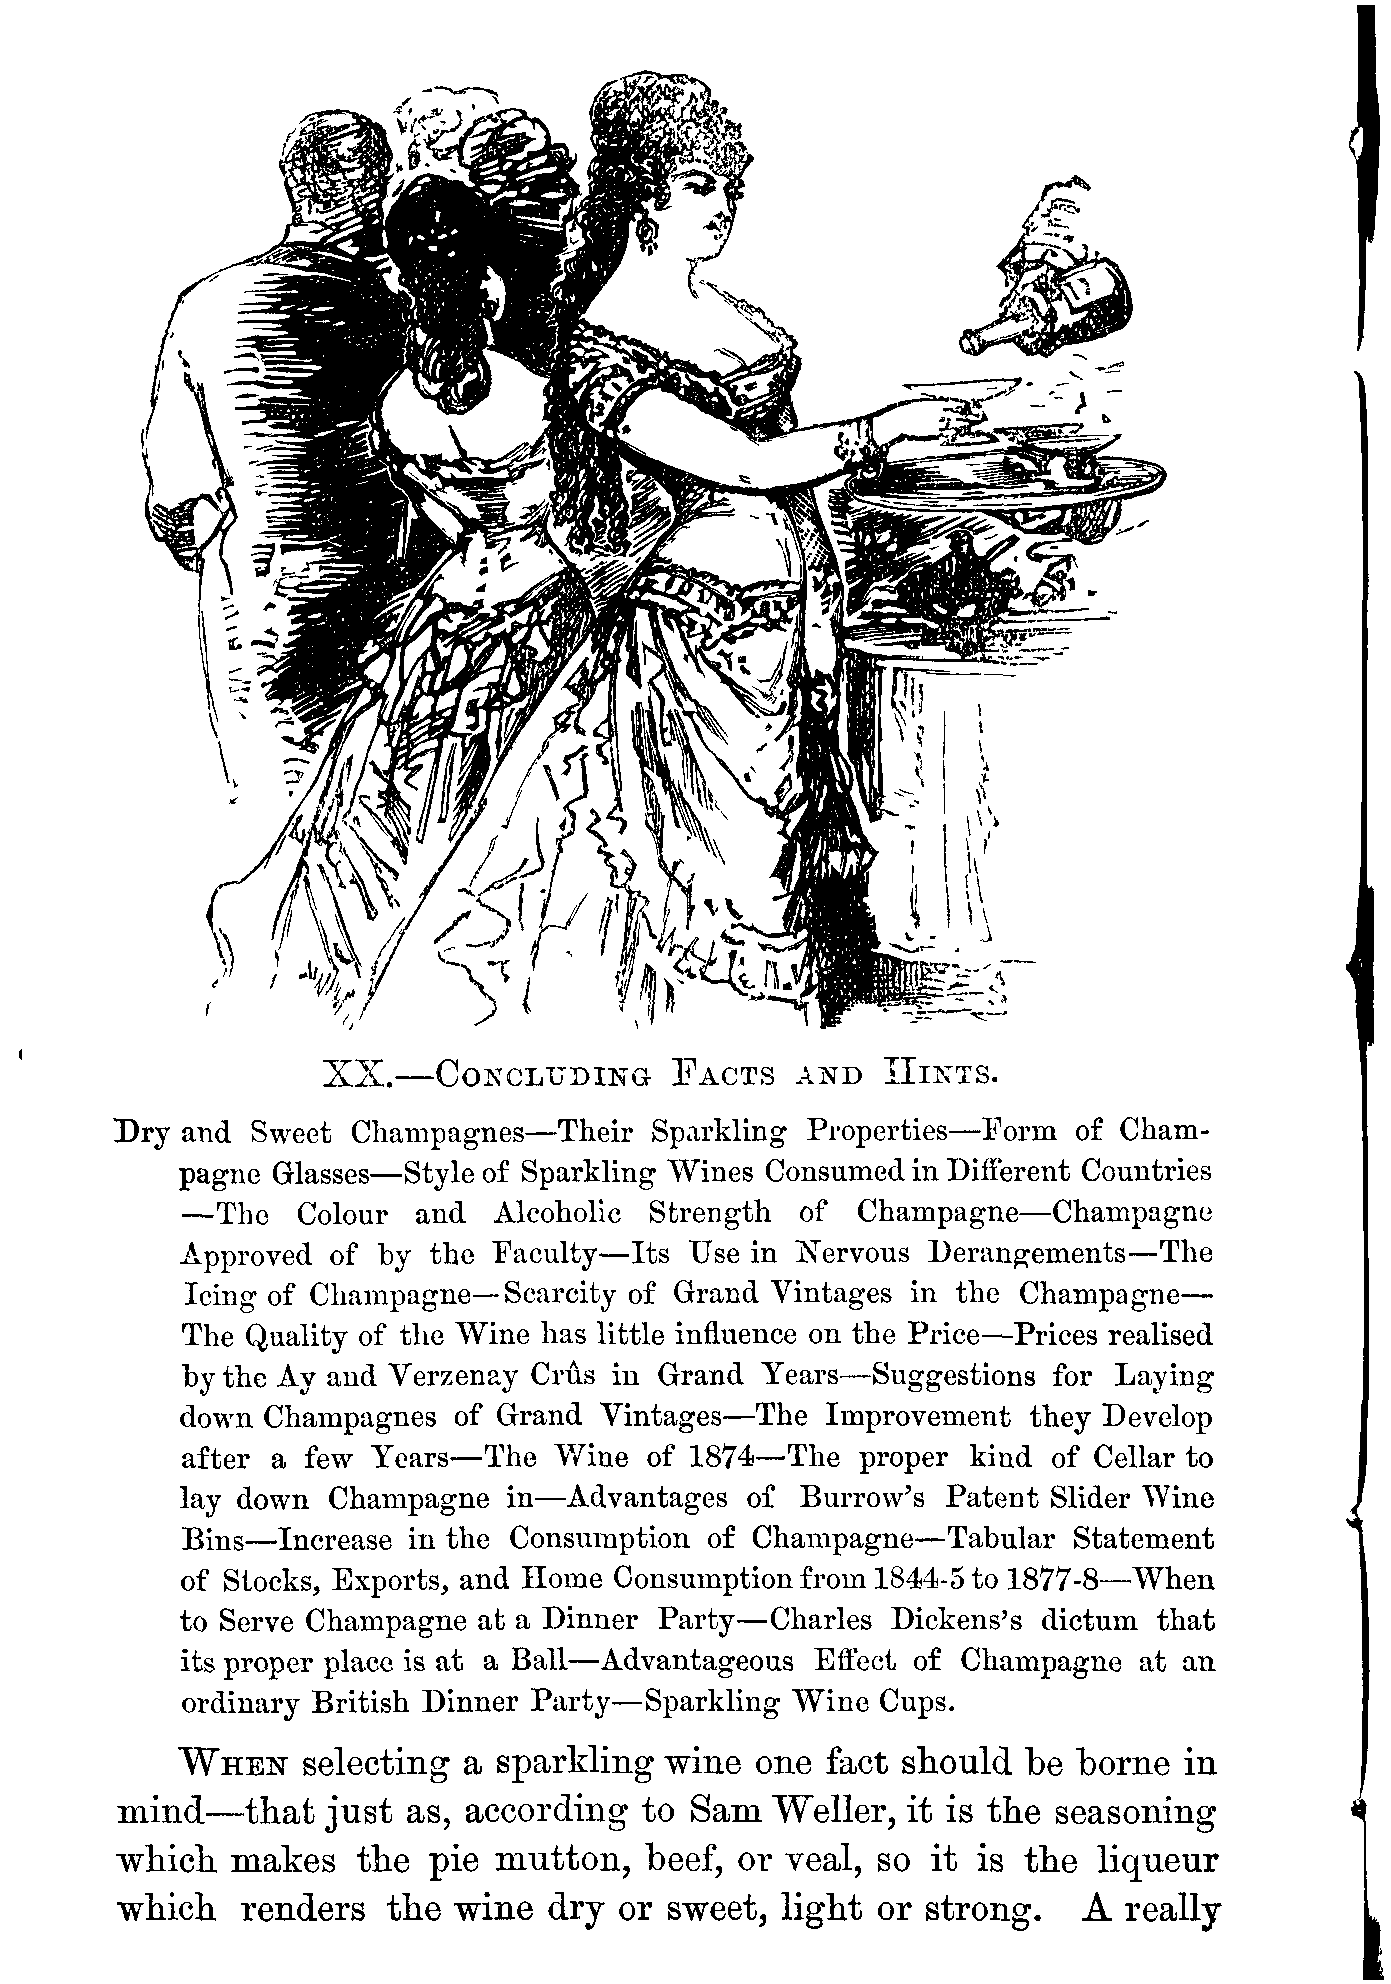 XX.—Concluding Facts and Hints.
Dry and Sweet Champagnes—Their Sparkling Properties—Form of Cham-
pagne Glasses—Style of Sparkling Wines Consumed in Different Countries
—The Colour and Alcoholic Strength of Champagne—Champagne
Approved of by the Faculty—Its Use in Nervous Derangements—The
Icing of Champagne—Scarcity of Grand Vintages in the Champagne—
The Quality of the Wine has little influence on the Price—Prices realised
by the Ay and Verzenay Crûs in Grand Years—Suggestions for Laying
down Champagnes of Grand Vintages—The Improvement they Develop
after a few Years—The Wine of 1874—The proper kind of Cellar to
lay down Champagne in—Advantages of Burrow's Patent Slider Wine
Bins—Increase in the Consumption of Champagne—Tabular Statement
of Stocks, Exports, and Home Consumption from 1844-5 to 1877-8—When
to Serve Champagne at a Dinner Party—Charles Dickens's dictum that
its proper place is at a Ball—Advantageous Effect of Champagne at an
ordinary British Dinner Party—Sparkling Wine Cups.
When selecting a sparkling wine one fact should be borne in
mind—that just as, according to Sam Weller, it is the seasoning
which makes the pie mutton, beef, or veal, so it is the liqueur
which renders the wine dry or sweet, light or strong. A really